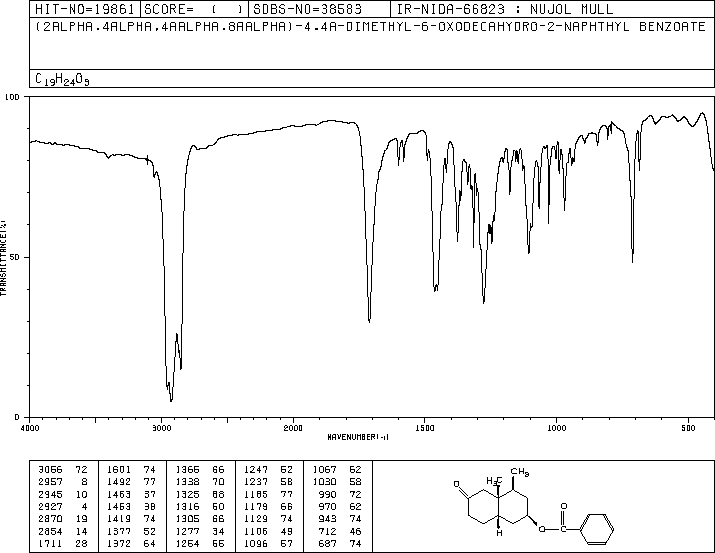 HIT-NO=19861 SCORE= ( ) SDBS-NO=38583 IR-NIDA-66823 : NUJOL MULL
(2ALPHA,4ALPHA,4AALPHA,8AALPHA)-4,4A-DIMETHYL-6-OXODECAHYDRO-2-NAPHTHYL BENZOATE
C19H24O3
100
50
0
TRANSMITTANCE(%)
4000 3000 2000 1500 1000 500
WAVENUMBER(-1)
3066 72 1601 74 1366 66 1247 52 1067 62
2957 8 1492 77 1338 70 1237 58 1030 58
2945 10 1463 37 1325 68 1185 77 990 72
2927 4 1453 38 1316 60 1179 66 970 62
2870 19 1419 74 1305 66 1129 74 943 74
2854 14 1377 52 1277 34 1106 49 712 46
1711 28 1372 64 1254 55 1096 57 687 74
CH3
H3C
O
O
O
C
H